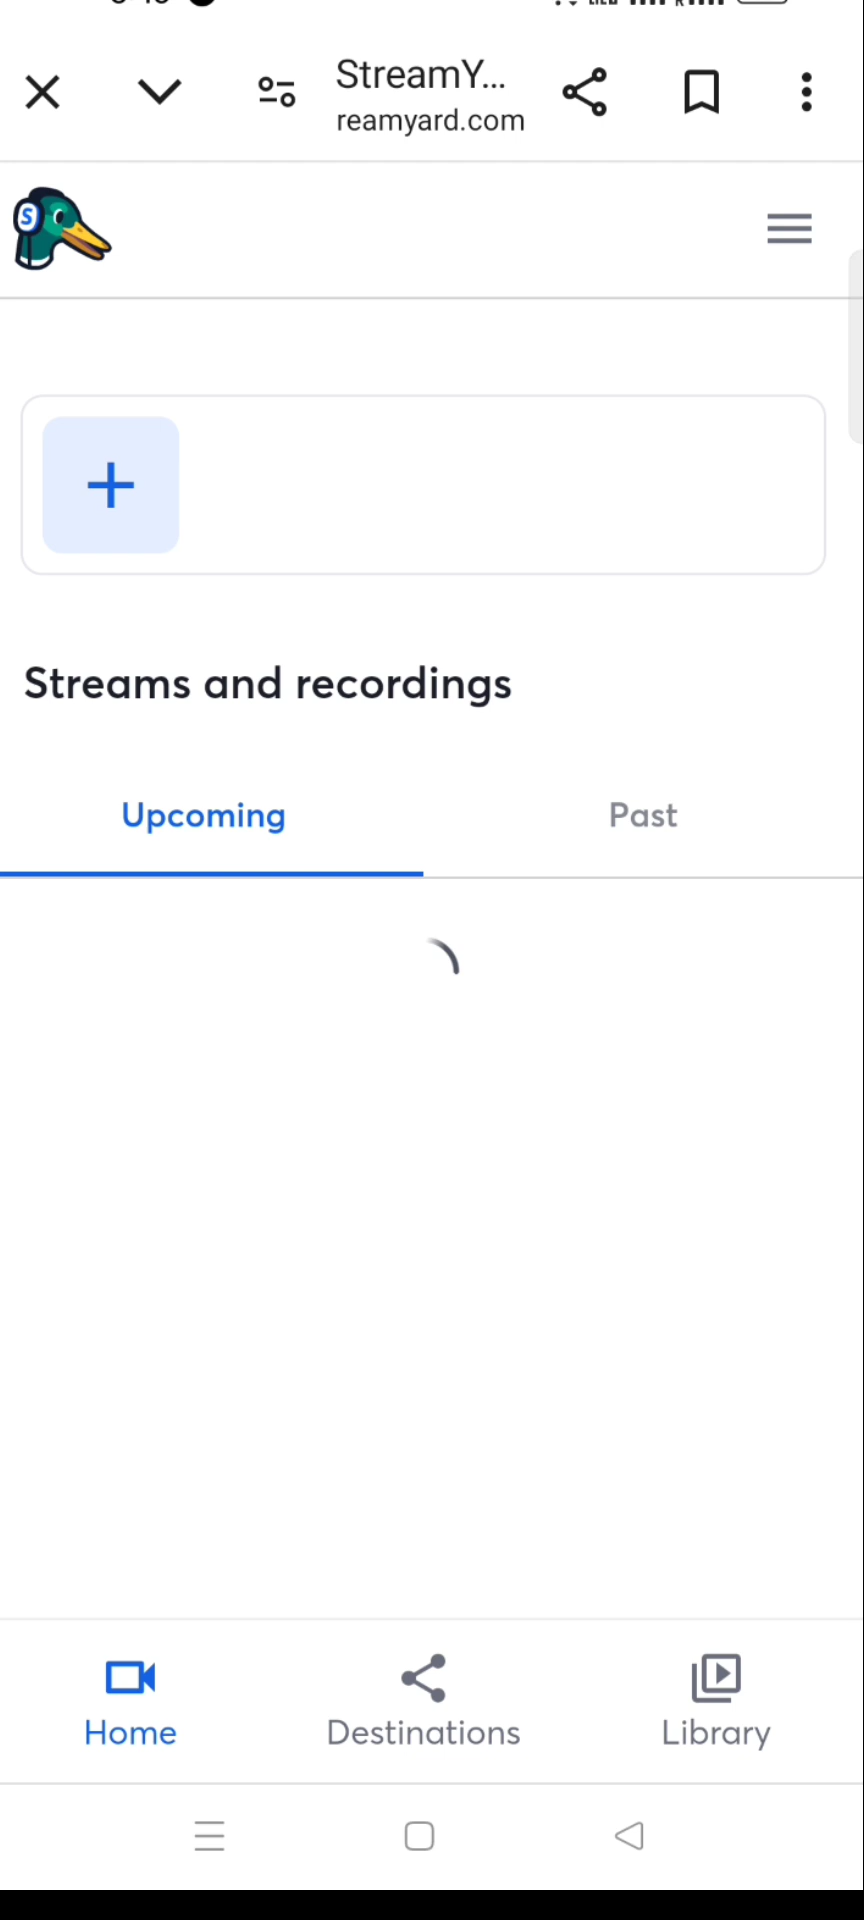 StreamY...
reamyard.com
S
Streams and recordings
Upcoming
Past
Home
Destinations
Library